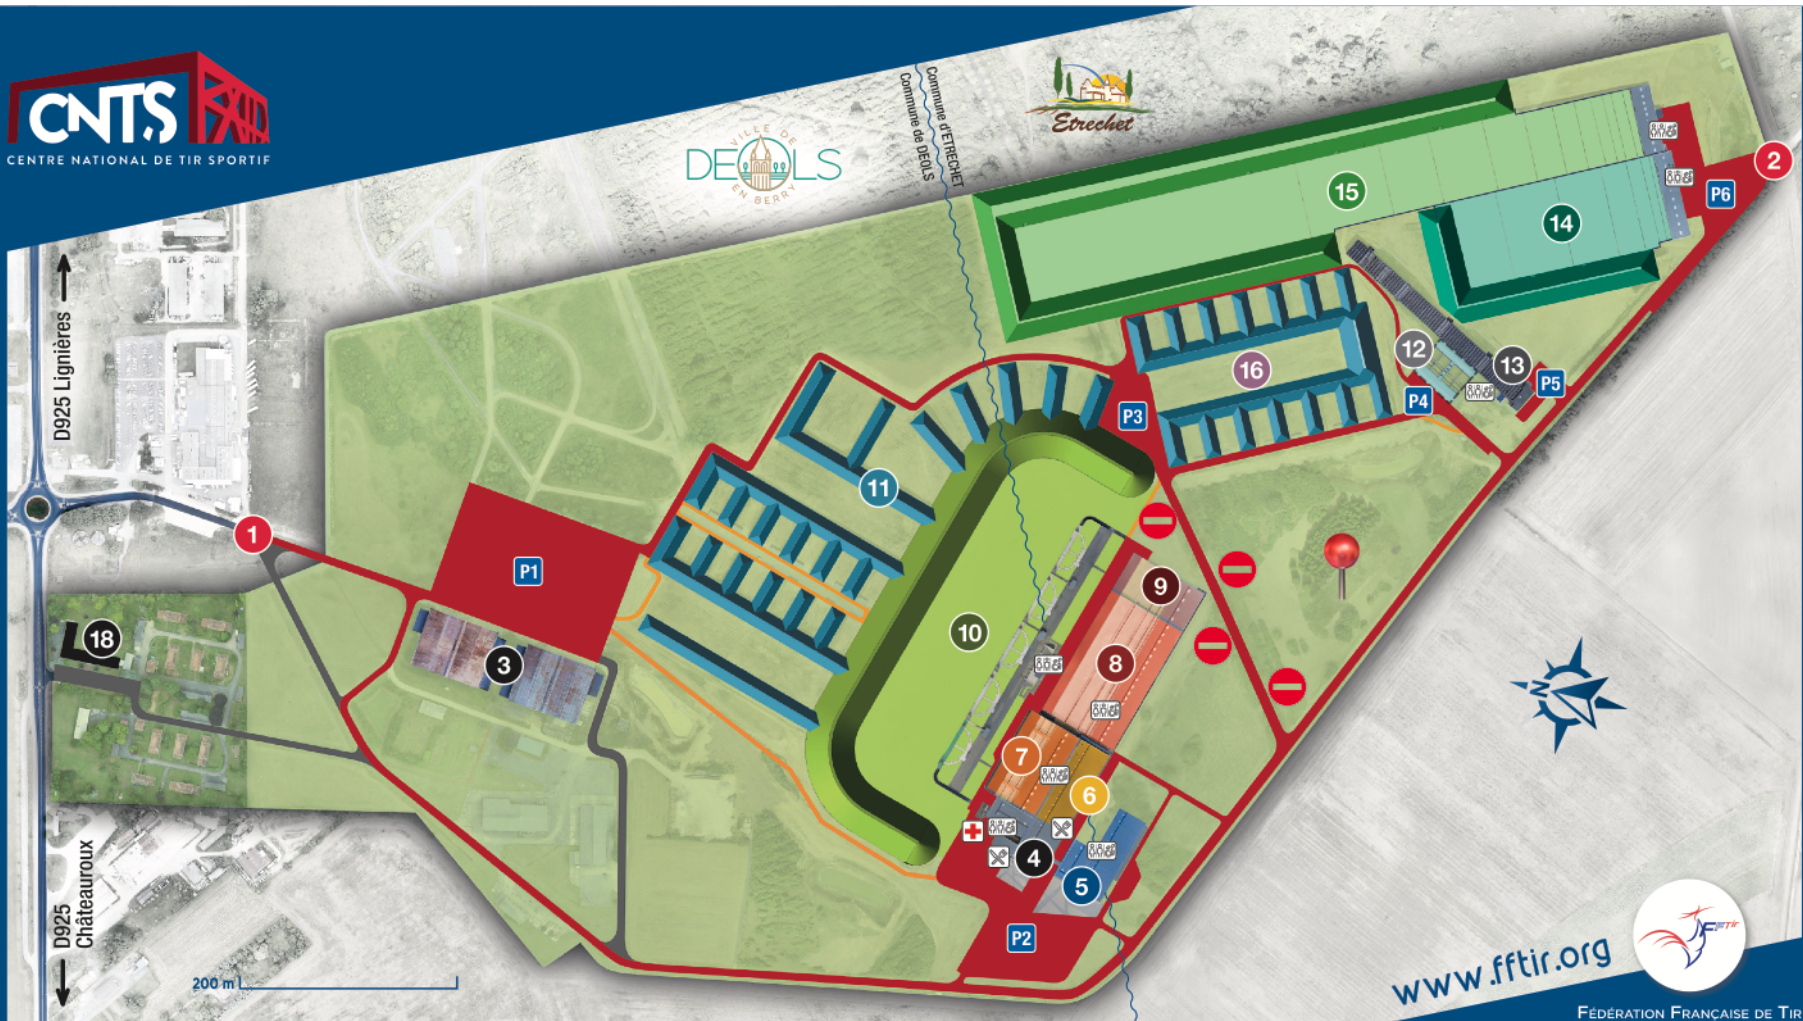 CNTS
CENTRE NATIONAL DE TIR SPORTIF
VILLE DE
DEOLS
EN BERRY
Commune d'ETRECHET
Commune de DEOLS
Etrechet
D925 Lignières
D925
Châteauroux
1
2
3
4
5
6
7
8
9
10
11
12
13
14
15
16
18
P1
P2
P3
P4
P5
P6
N
200 m
www.fftir.org
FFTir
FÉDÉRATION FRANÇAISE DE TIR